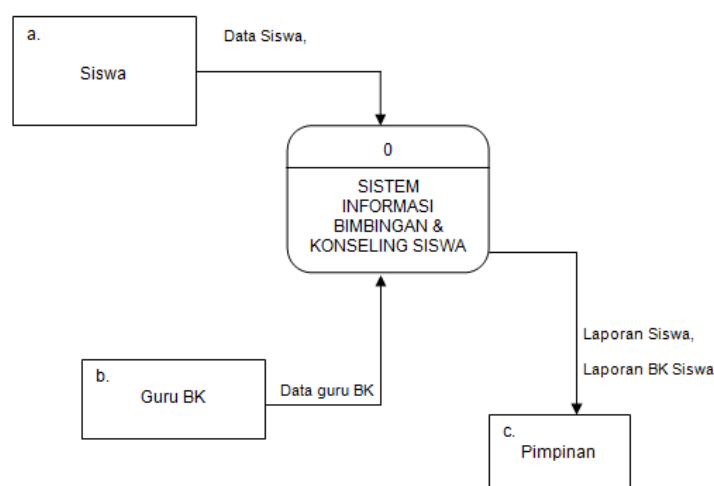 a.
Siswa
Data Siswa,
0
SISTEM
INFORMASI
BIMBINGAN &
KONSELING SISWA
Laporan Siswa,
Laporan BK Siswa
b.
Guru BK
Data guru BK
c.
Pimpinan